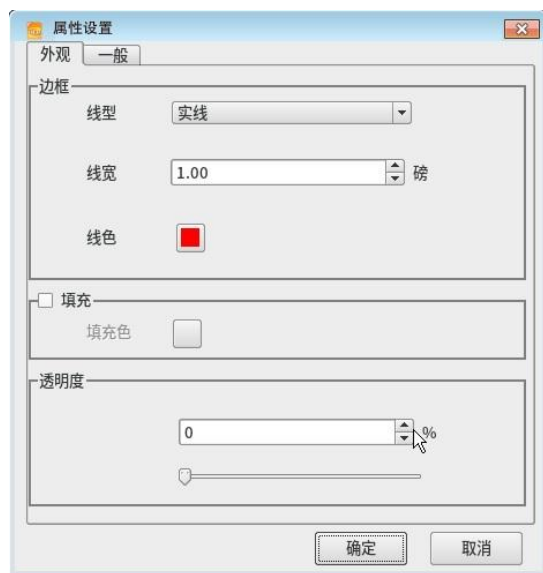 属性设置
外观 一般
边框
线型 实线
线宽 1.00 磅
线色
填充
填充色
透明度
0 %
确定 取消